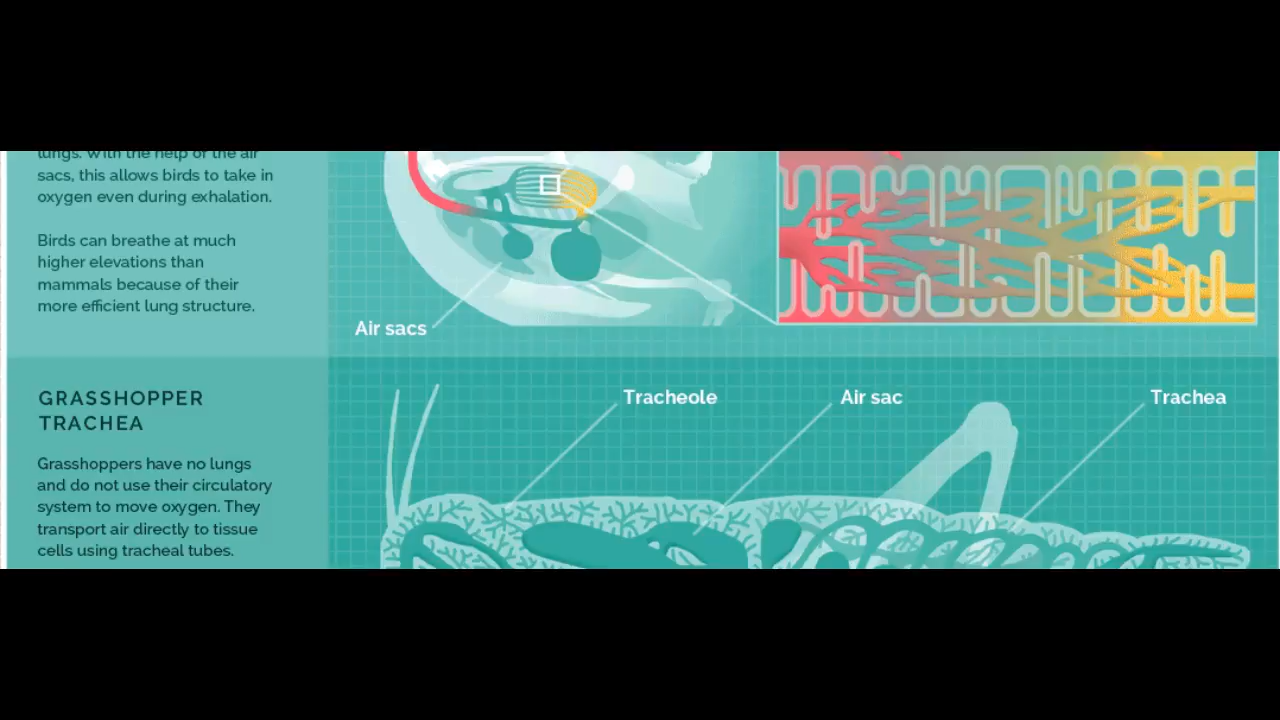 lungs. With the help of the air
sacs, this allows birds to take in
oxygen even during exhalation.
Birds can breathe at much
higher elevations than
mammals because of their
more efficient lung structure.
Air sacs
GRASSHOPPER
TRACHEA
Grasshoppers have no lungs
and do not use their circulatory
system to move oxygen. They
transport air directly to tissue
cells using tracheal tubes.
Tracheole
Air sac
Trachea